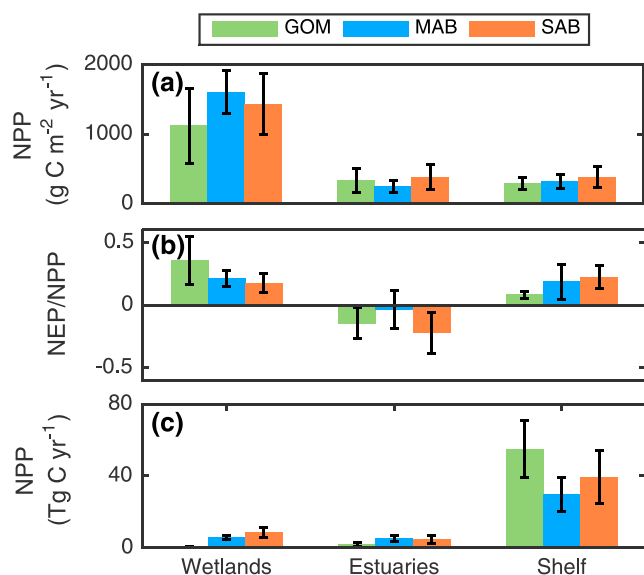 GOM MAB SAB
(a)
NPP
(g C m⁻² yr⁻¹)
2000
1000
0
(b)
NEP/NPP
0.5
0
-0.5
(c)
NPP
(Tg C yr⁻¹)
80
40
0
Wetlands Estuaries Shelf